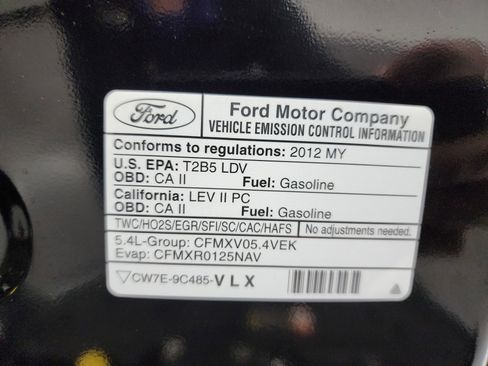 Ford
Ford Motor Company
VEHICLE EMISSION CONTROL INFORMATION
Conforms to regulations: 2012 MY
U.S. EPA: T2B5 LDV
OBD: CA II Fuel: Gasoline
California: LEV II PC
OBD: CA II Fuel: Gasoline
TWC/HO2S/EGR/SFI/SC/CAC/HAFS No adjustments needed.
5.4L-Group: CFMXV05.4VEK
Evap: CFMXR0125NAV
CW7E-9C485-VLX